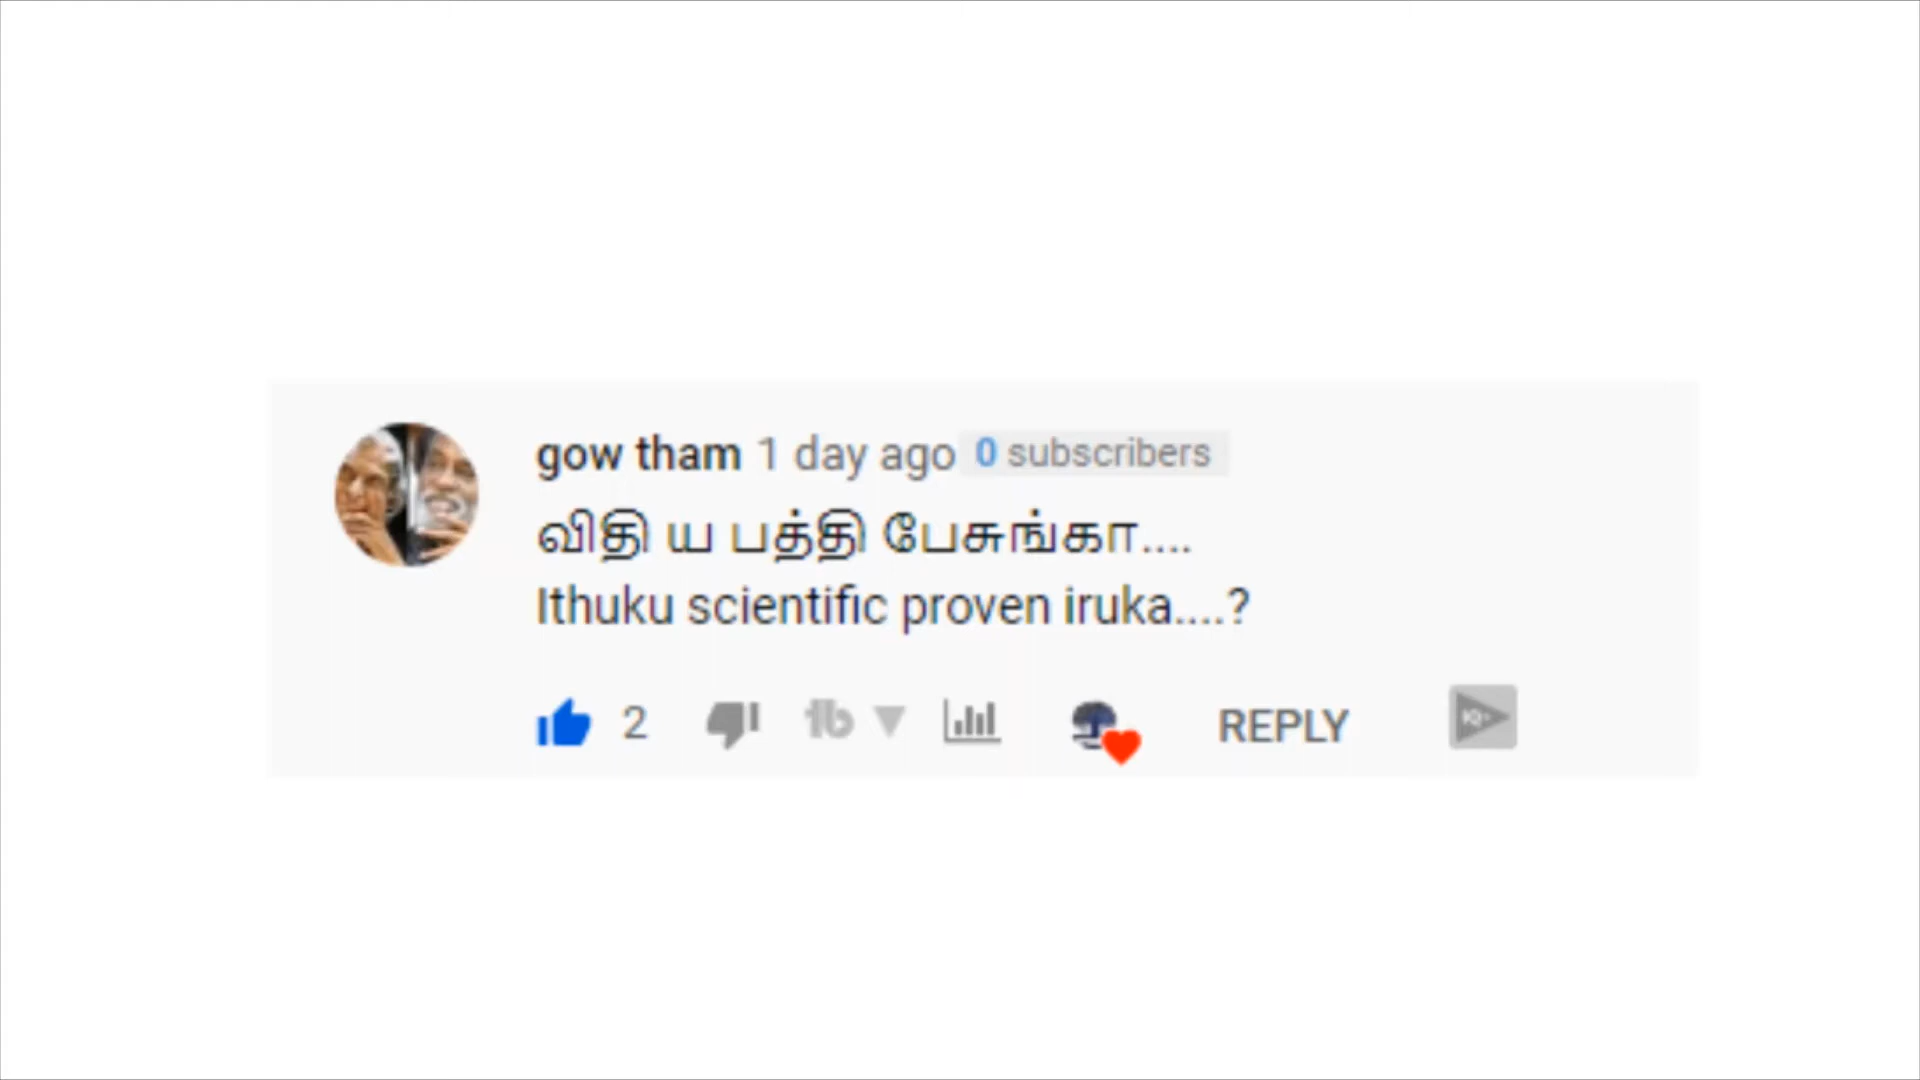 gow tham 1 day ago 0 subscribers
விதி ய பத்தி பேசுங்கா....
Ithuku scientific proven iruka....?
2 REPLY